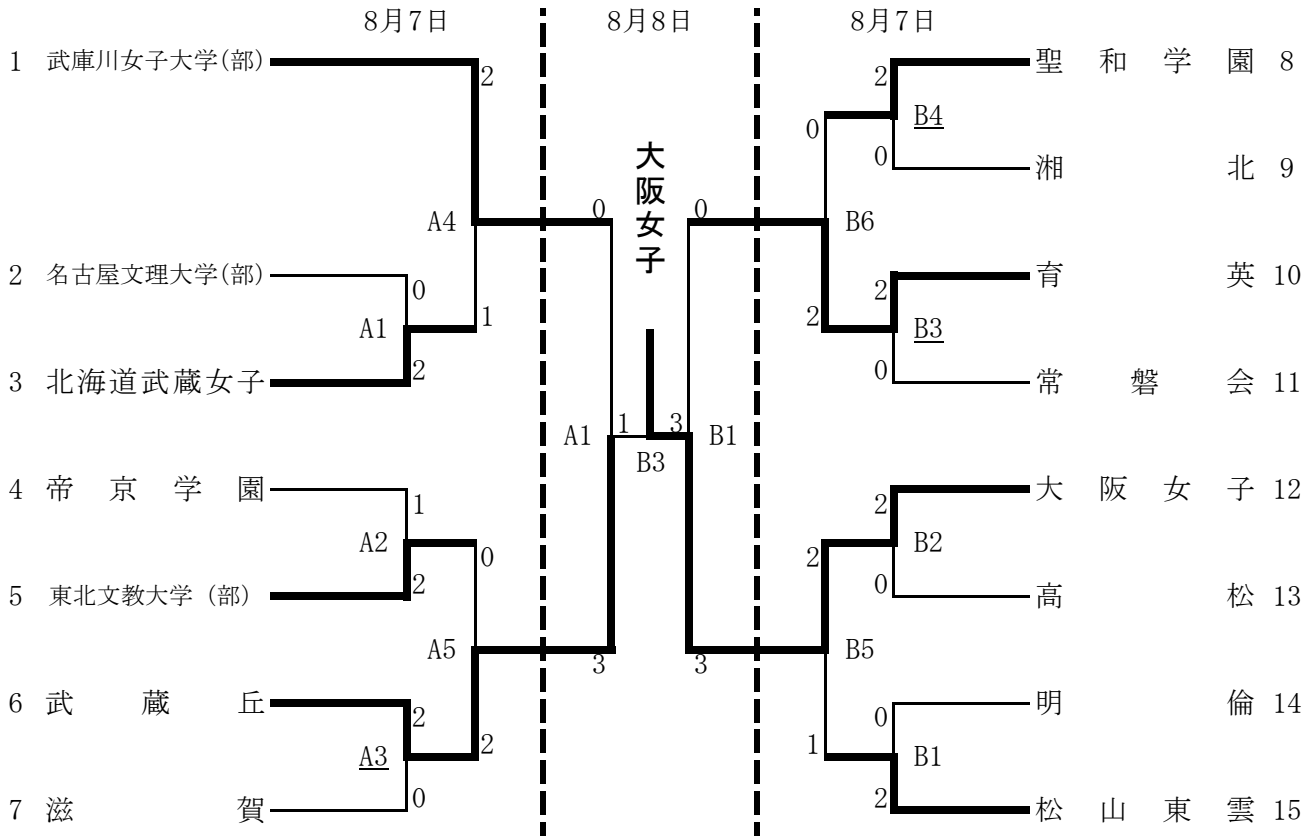 8月7日 8月8日 8月7日
1 武庫川女子大学(部) 2 2 聖和学園 8
0 B4
大阪女子
0 湘北 9
A4 0 0 B6
2 名古屋文理大学(部) 0 2 育英 10
A1 1 2 B3
3 北海道武蔵女子 2 0 常磐会 11
A1 1 3 B1
B3
4 帝京学園 1 2 大阪女子 12
A2 0 2 B2
5 東北文教大学（部） 2 0 高松 13
A5 3 3 B5
6 武蔵丘 2 0 明倫 14
A3 2 1 B1
7 滋賀 0 2 松山東雲 15